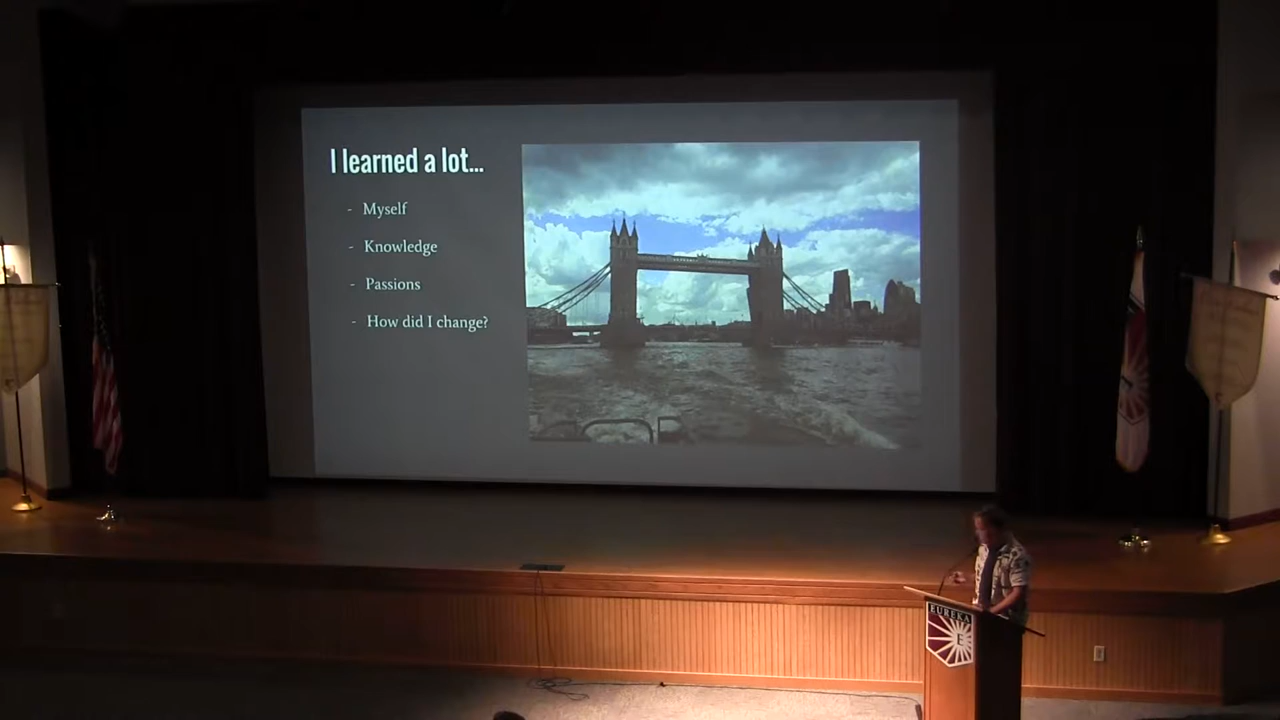 I learned a lot...
- Myself
- Knowledge
- Passions
- How did I change?
EUREKA
E